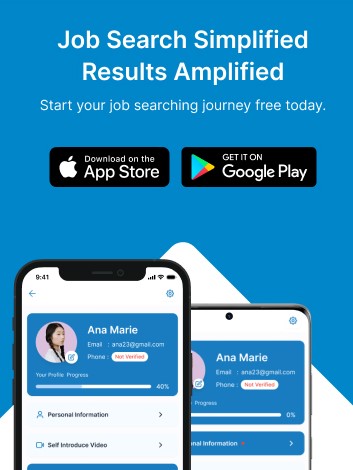 Job Search Simplified
Results Amplified
Start your job searching journey free today.
Download on the
App Store
GET IT ON
Google Play
9:41
Ana Marie
Email : ana23@gmail.com
Phone : Not Verified
Your Profile Progress
40%
Personal Information
Self Introduce Video
Ana Marie
Email : ana23@gmail.com
Phone : Not Verified
Progress
0%
nal Information